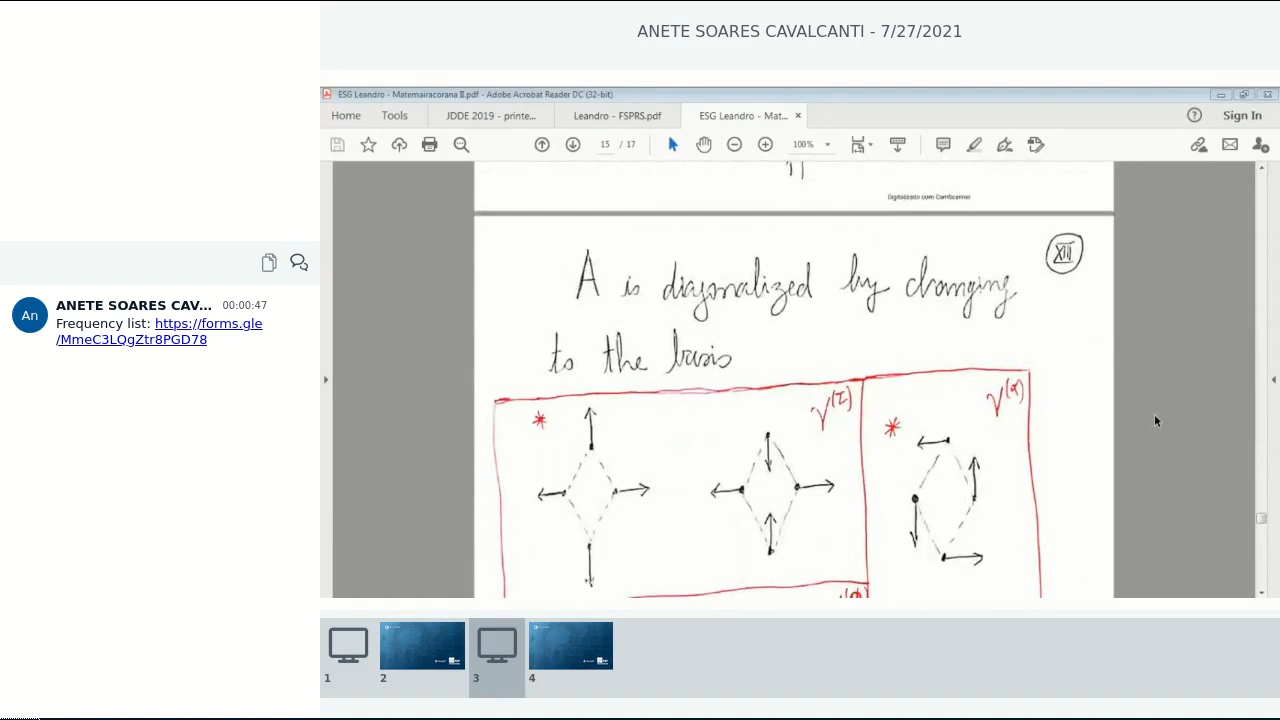 ANETE SOARES CAVALCANTI - 7/27/2021
ESG Leandro - Matemairacorana II.pdf - Adobe Acrobat Reader DC (32-bit)
Home Tools JDDE 2019 - printe... Leandro - FSPRS.pdf ESG Leandro - Mat... × Sign In
15 / 17 100%
Digitalizado com CamScanner
XIII
A is diagonalized by changing
to the basis
* V(I) * V(α)
An ANETE SOARES CAV... 00:00:47
Frequency list: https://forms.gle
/MmeC3LQgZtr8PGD78
1 2 3 4